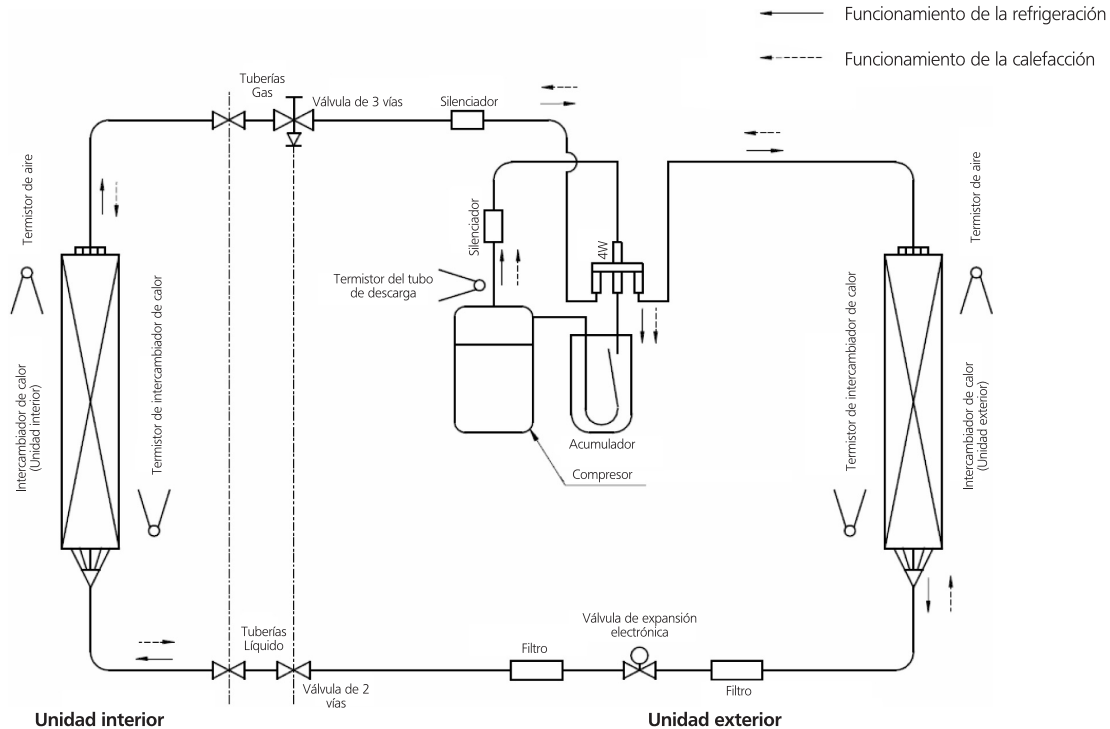 Funcionamiento de la refrigeración
Funcionamiento de la calefacción
Tuberías
Gas
Válvula de 3 vías
Silenciador
Termistor de aire
Silenciador
4W
Termistor de aire
Termistor del tubo
de descarga
Termistor de intercambiador de calor
Termistor de intercambiador de calor
Intercambiador de calor
(Unidad interior)
Intercambiador de calor
(Unidad exterior)
Acumulador
Compresor
Tuberías
Líquido
Válvula de 2
vías
Filtro
Válvula de expansión
electrónica
Filtro
Unidad interior
Unidad exterior